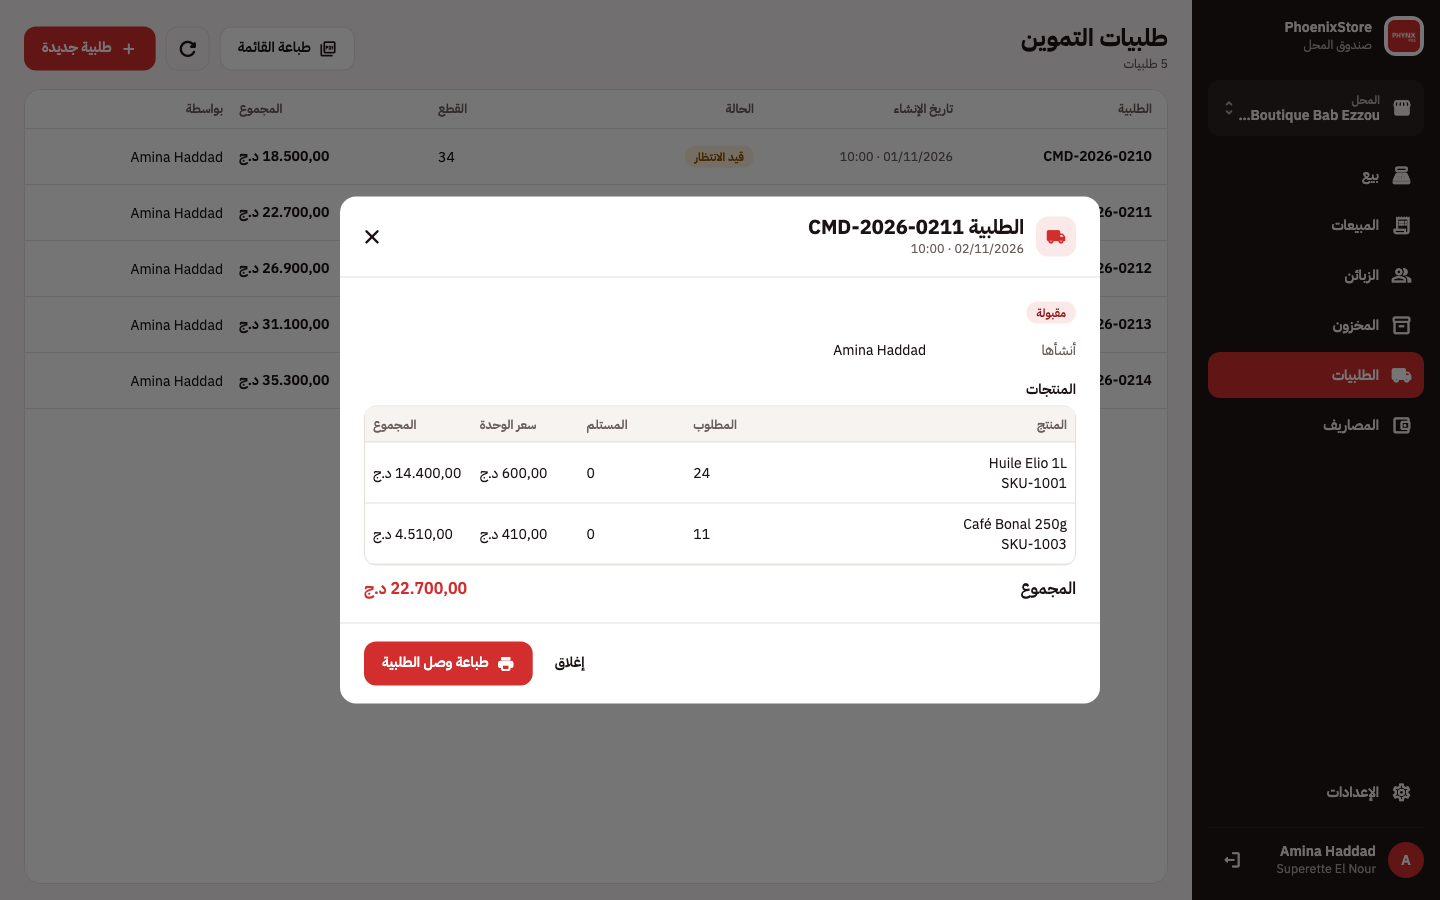 PhoenixStore
صندوق المحل
المحل
Boutique Bab Ezzou...
بيع
المبيعات
الزبائن
المخزون
الطلبيات
المصاريف
الإعدادات
A
Amina Haddad
Superette El Nour
طلبيات التموين
5 طلبيات
طباعة القائمة
طلبية جديدة
الطلبية تاريخ الإنشاء الحالة القطع المجموع بواسطة
CMD-2026-0210 01/11/2026 · 10:00 قيد الانتظار 34 18.500,00 د.ج Amina Haddad
26-0211 22.700,00 د.ج Amina Haddad
26-0212 26.900,00 د.ج Amina Haddad
26-0213 31.100,00 د.ج Amina Haddad
26-0214 35.300,00 د.ج Amina Haddad
الطلبية CMD-2026-0211
02/11/2026 · 10:00
مقبولة
أنشأها Amina Haddad
المنتجات
المنتج المطلوب المستلم سعر الوحدة المجموع
Huile Elio 1L
SKU-1001
24 0 600,00 د.ج 14.400,00 د.ج
Café Bonal 250g
SKU-1003
11 0 410,00 د.ج 4.510,00 د.ج
المجموع 22.700,00 د.ج
إغلاق
طباعة وصل الطلبية